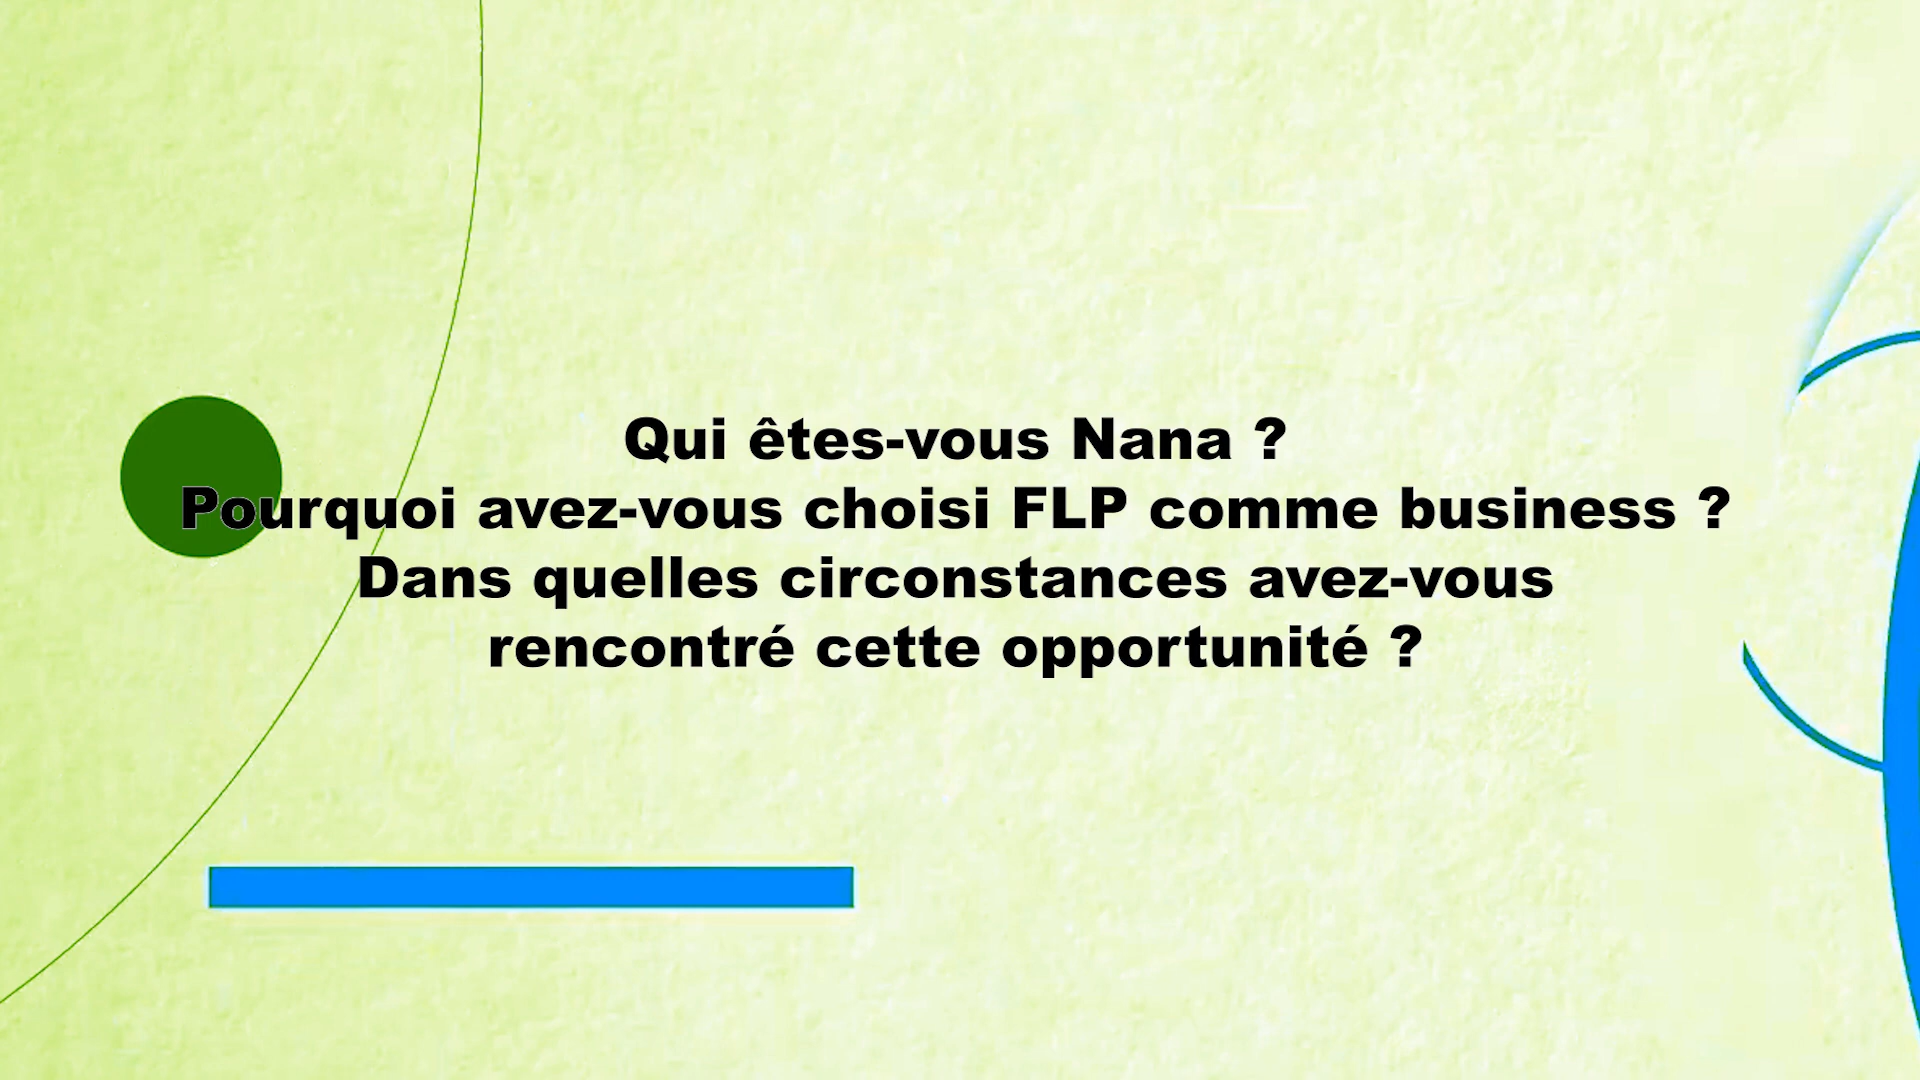 Qui êtes-vous Nana ?
Pourquoi avez-vous choisi FLP comme business ?
Dans quelles circonstances avez-vous
rencontré cette opportunité ?